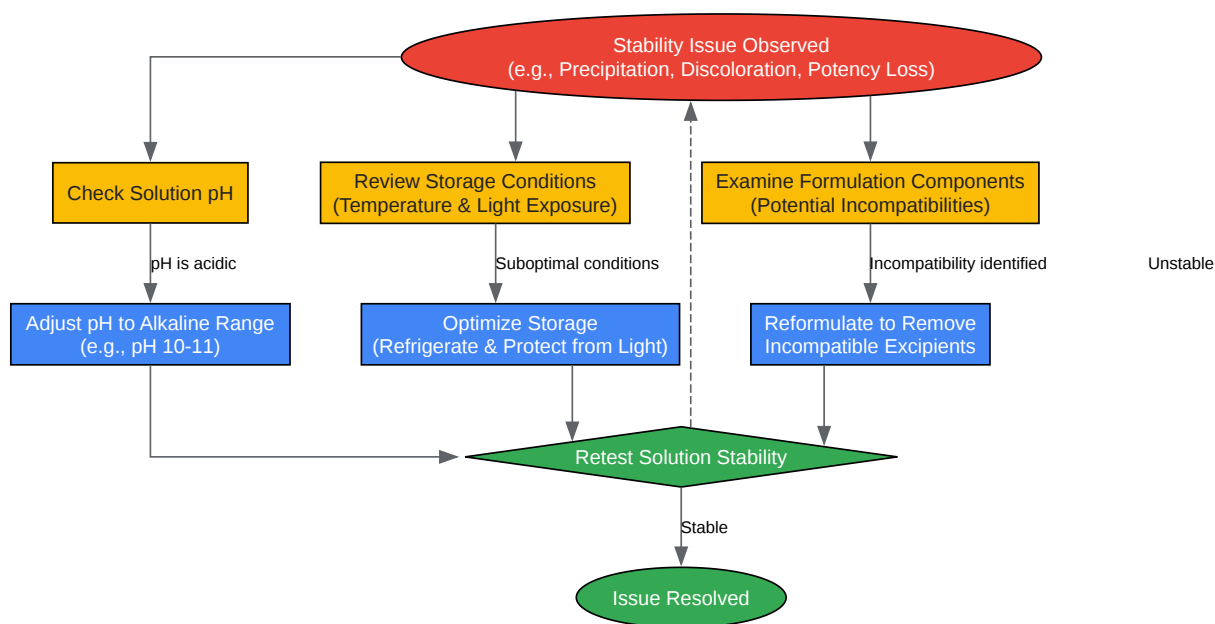 Stability Issue Observed
(e.g., Precipitation, Discoloration, Potency Loss)
Check Solution pH
Review Storage Conditions
(Temperature & Light Exposure)
Examine Formulation Components
(Potential Incompatibilities)
pH is acidic
Suboptimal conditions
Incompatibility identified
Unstable
Adjust pH to Alkaline Range
(e.g., pH 10-11)
Optimize Storage
(Refrigerate & Protect from Light)
Reformulate to Remove
Incompatible Excipients
Retest Solution Stability
Stable
Issue Resolved